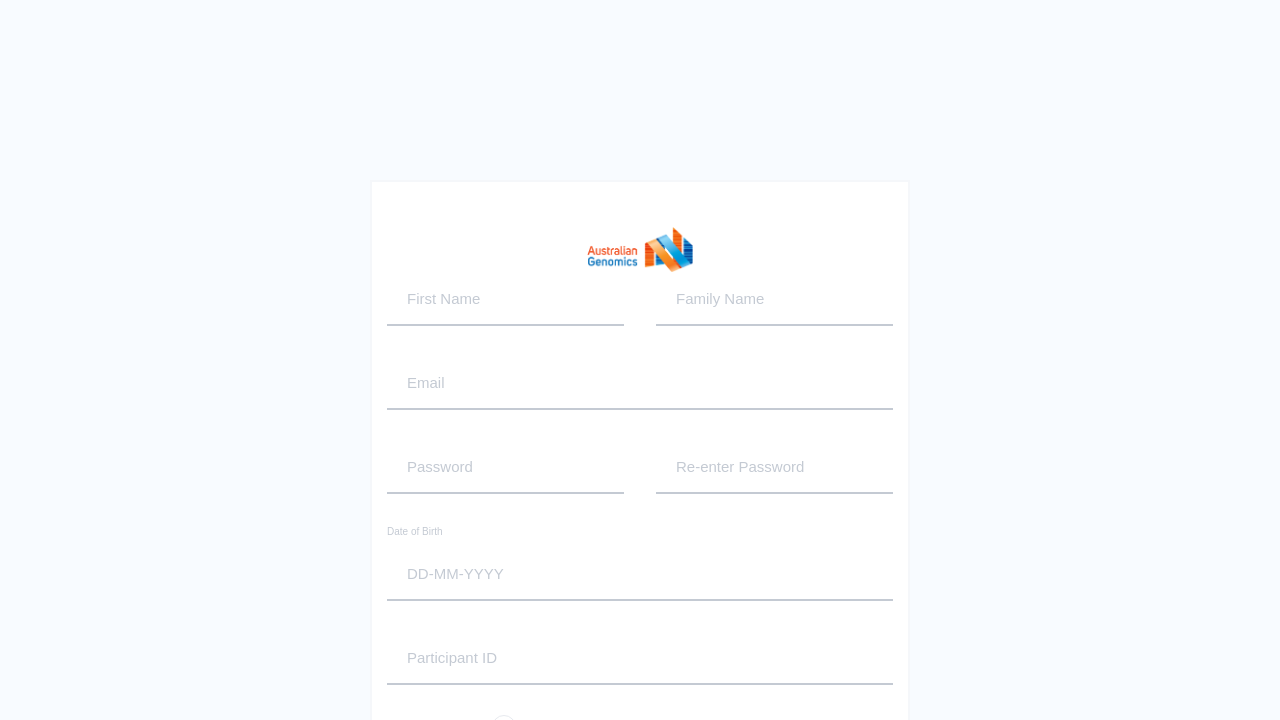 Australian
Genomics
First Name
Family Name
Email
Password
Re-enter Password
Date of Birth
DD-MM-YYYY
Participant ID